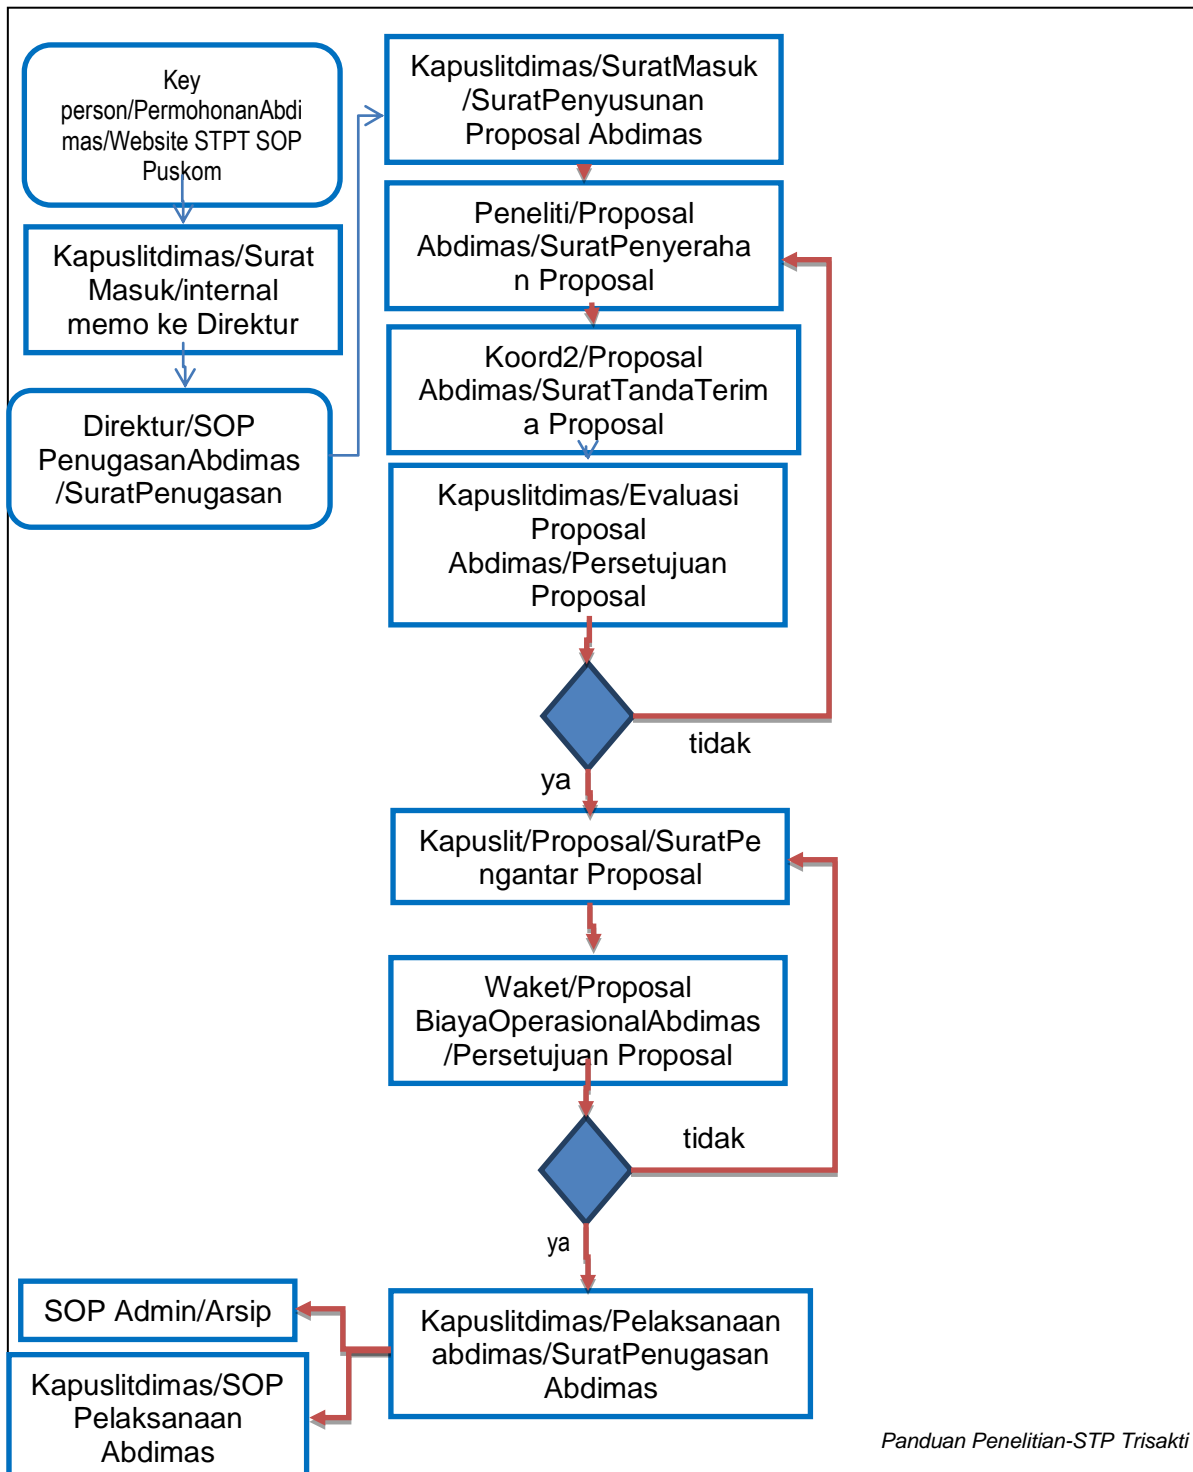 Key
person/PermohonanAbdi
mas/Website STPT SOP
Puskom
Kapuslitdimas/Surat
Masuk/internal
memo ke Direktur
Direktur/SOP
PenugasanAbdimas
/SuratPenugasan
Kapuslitdimas/SuratMasuk
/SuratPenyusunan
Proposal Abdimas
Peneliti/Proposal
Abdimas/SuratPenyeraha
n Proposal
Koord2/Proposal
Abdimas/SuratTandaTerim
a Proposal
Kapuslitdimas/Evaluasi
Proposal
Abdimas/Persetujuan
Proposal
tidak
ya
Kapuslit/Proposal/SuratPe
ngantar Proposal
Waket/Proposal
BiayaOperasionalAbdimas
/Persetujuan Proposal
tidak
ya
Kapuslitdimas/Pelaksanaan
abdimas/SuratPenugasan
Abdimas
SOP Admin/Arsip
Kapuslitdimas/SOP
Pelaksanaan
Abdimas
Panduan Penelitian-STP Trisakti